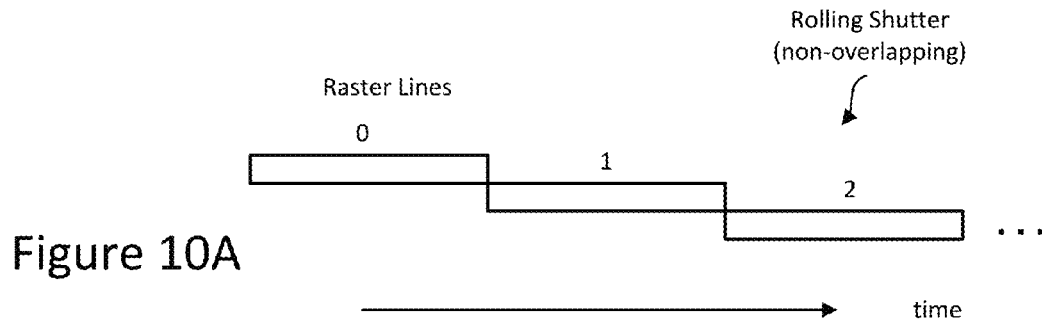 Rolling Shutter
(non-overlapping)
Raster Lines
0
1
2
...
Figure 10A
time